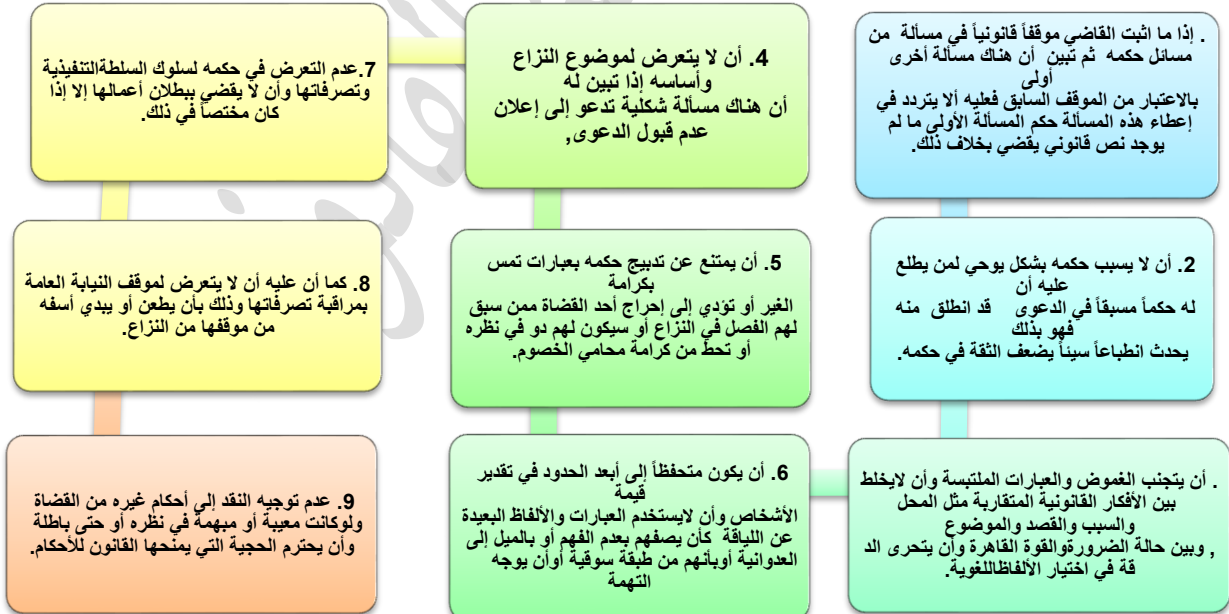 . إذا ما اثبت القاضي موقفاً قانونياً في مسألة من
مسائل حكمه ثم تبين أن هناك مسألة أخرى
أولى
بالاعتبار من الموقف السابق فعليه ألا يتردد في
إعطاء هذه المسألة حكم المسألة الأولى ما لم
يوجد نص قانوني يقضي بخلاف ذلك.
2. أن لا يسبب حكمه بشكل يوحي لمن يطلع
عليه أن
له حكماً مسبقاً في الدعوى قد انطلق منه
فهو بذلك
يحدث انطباعاً سيئاً يضعف الثقة في حكمه.
. أن يتجنب الغموض والعبارات الملتبسة وأن لايخلط
بين الأفكار القانونية المتقاربة مثل المحل
والسبب والقصد والموضوع
, وبين حالة الضرورةوالقوة القاهرة وأن يتحرى الد
قة في اختيار الألفاظاللغوية.
4. أن لا يتعرض لموضوع النزاع
وأساسه إذا تبين له
أن هناك مسألة شكلية تدعو إلى إعلان
عدم قبول الدعوى,
5. أن يمتنع عن تدبيج حكمه بعبارات تمس
بكرامة
الغير أو تؤدي إلى إحراج أحد القضاة ممن سبق
لهم الفصل في النزاع أو سيكون لهم دو في نظره
أو تحط من كرامة محامي الخصوم.
6. أن يكون متحفظاً إلى أبعد الحدود في تقدير
قيمة
الأشخاص وأن لايستخدم العبارات والألفاظ البعيدة
عن اللياقة كأن يصفهم بعدم الفهم أو بالميل إلى
العدوانية أوبأنهم من طبقة سوقية أوأن يوجه
التهمة
7.عدم التعرض في حكمه لسلوك السلطةالتنفيذية
وتصرفاتها وأن لا يقضي ببطلان أعمالها إلا إذا
كان مختصاً في ذلك.
8. كما أن عليه أن لا يتعرض لموقف النيابة العامة
بمراقبة تصرفاتها وذلك بأن يطعن أو يبدي أسفه
من موقفها من النزاع.
9. عدم توجيه النقد إلى أحكام غيره من القضاة
ولوكانت معيبة أو مبهمة في نظره أو حتى باطلة
وأن يحترم الحجية التي يمنحها القانون للأحكام.